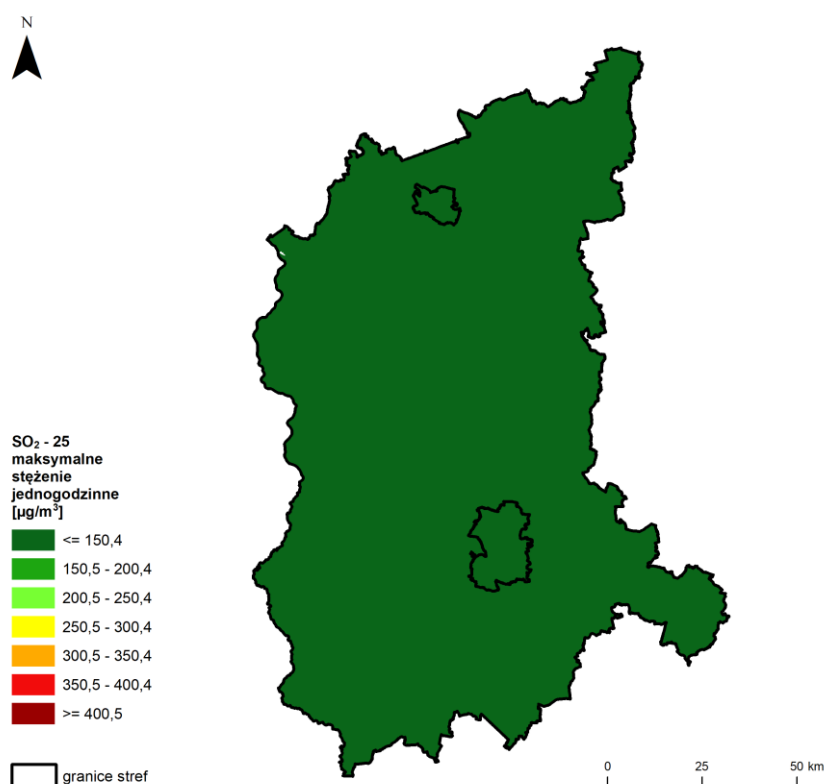 N
SO₂ - 25
maksymalne
stężenie
jednogodzinne
[µg/m³]
<= 150,4
150,5 - 200,4
200,5 - 250,4
250,5 - 300,4
300,5 - 350,4
350,5 - 400,4
>= 400,5
granice stref
0 25 50 km